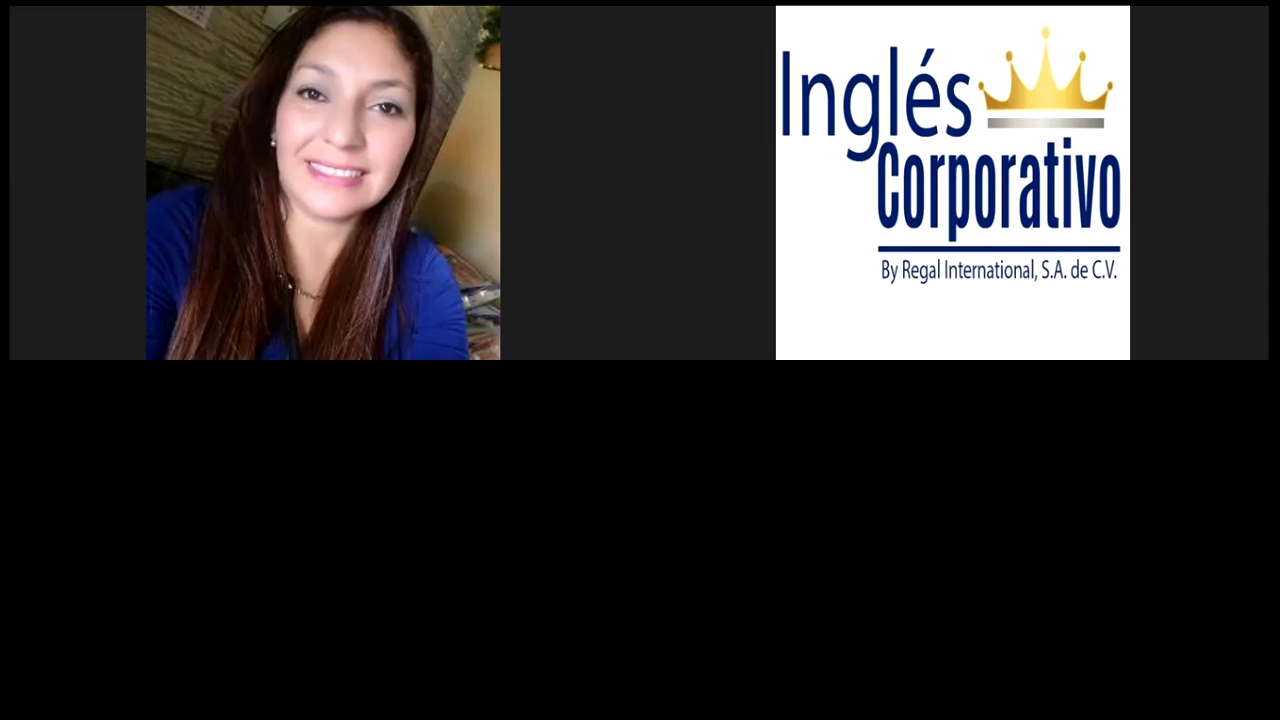 Inglés
Corporativo
By Regal International, S.A. de C.V.